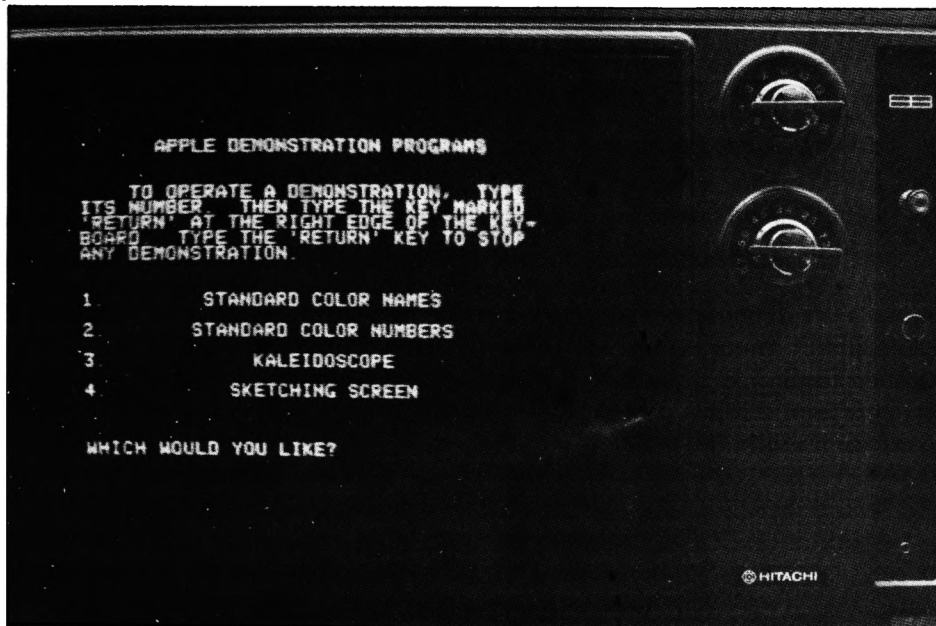 APPLE DEMONSTRATION PROGRAMS
TO OPERATE A DEMONSTRATION, TYPE
ITS NUMBER. THEN TYPE THE KEY MARKED
'RETURN' AT THE RIGHT EDGE OF THE KEY-
BOARD. TYPE THE 'RETURN' KEY TO STOP
ANY DEMONSTRATION.
1. STANDARD COLOR NAMES
2. STANDARD COLOR NUMBERS
3. KALEIDOSCOPE
4. SKETCHING SCREEN
WHICH WOULD YOU LIKE?
HITACHI